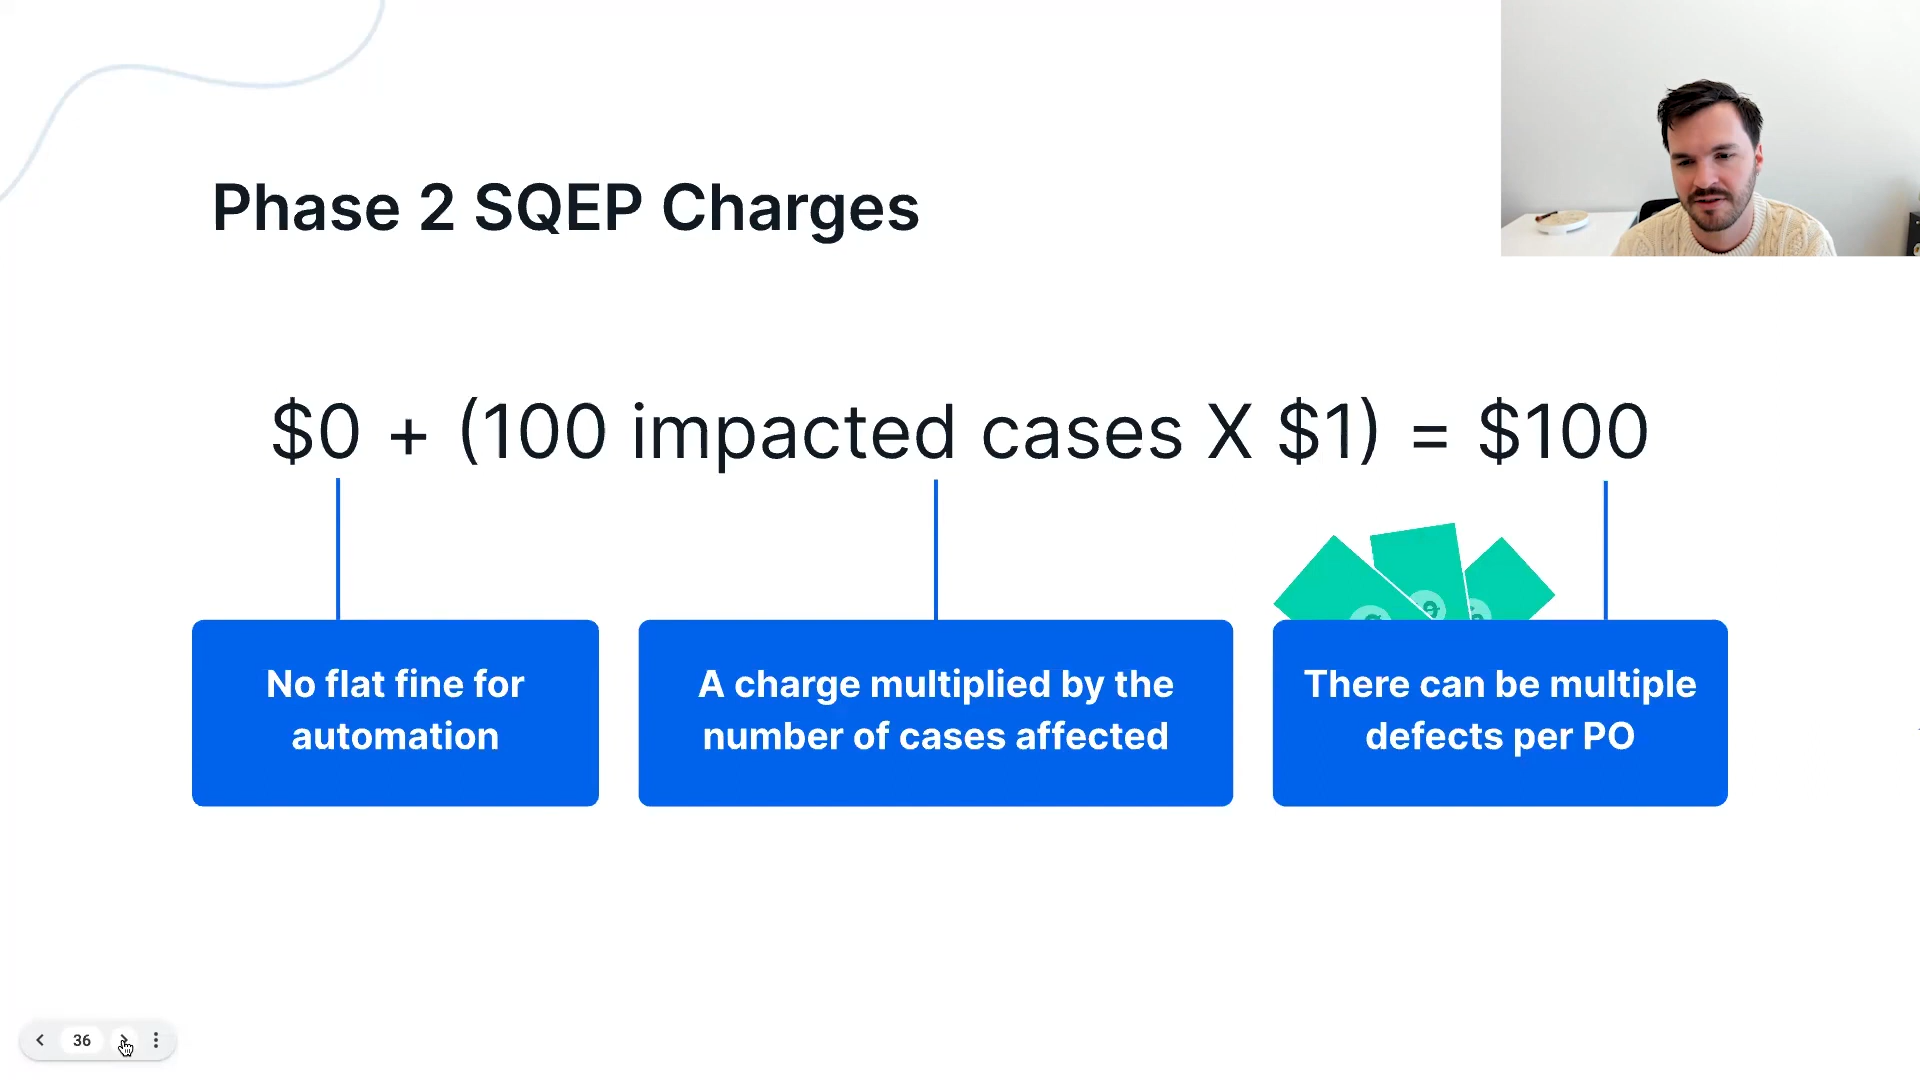 Phase 2 SQEP Charges
$0 + (100 impacted cases X $1) = $100
No flat fine for
automation
A charge multiplied by the
number of cases affected
There can be multiple
defects per PO
36